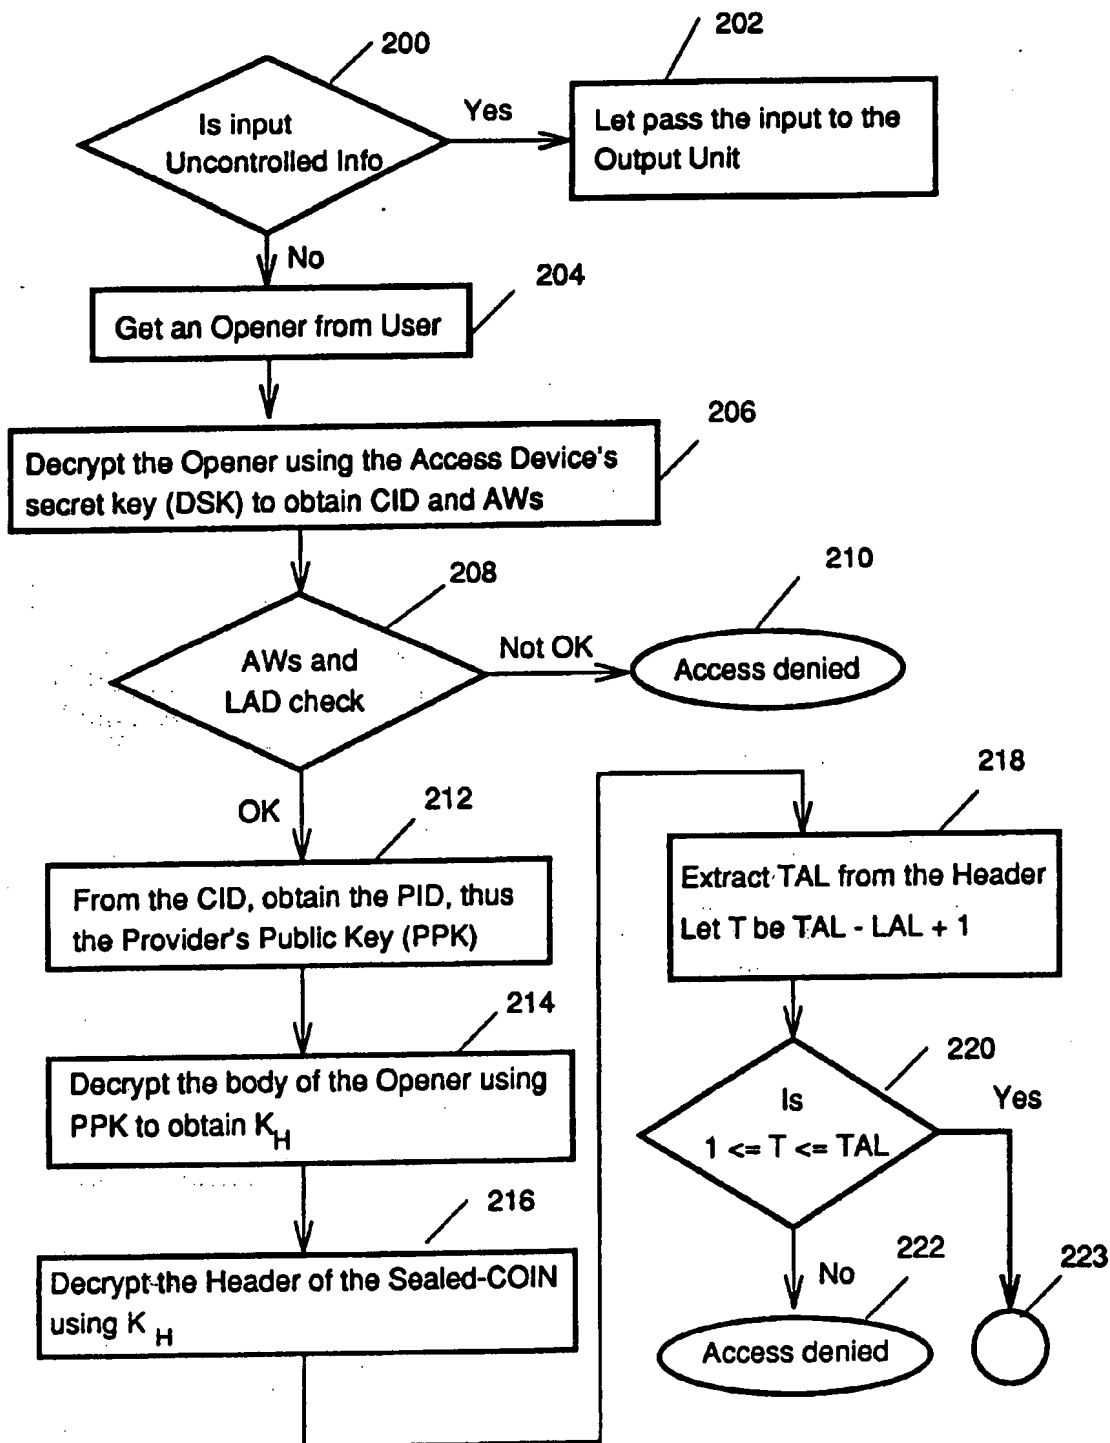 200
202
Is input
Uncontrolled Info
Yes
Let pass the input to the
Output Unit
No
204
Get an Opener from User
206
Decrypt the Opener using the Access Device's
secret key (DSK) to obtain CID and AWs
208
210
AWs and
LAD check
Not OK
Access denied
OK
212
From the CID, obtain the PID, thus
the Provider's Public Key (PPK)
214
Decrypt the body of the Opener using
PPK to obtain K_H
216
Decrypt the Header of the Sealed-COIN
using K_H
218
Extract TAL from the Header
Let T be TAL - LAL + 1
220
Is
1 <= T <= TAL
Yes
No
222
Access denied
223